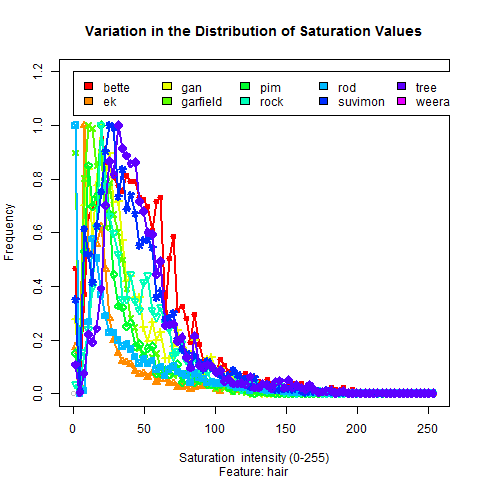 Variation in the Distribution of Saturation Values
1.2
1.0
0.8
0.6
0.4
0.2
0.0
Frequency
bette gan pim rod tree
ek garfield rock suvimon weera
0 50 100 150 200 250
Saturation intensity (0-255)
Feature: hair